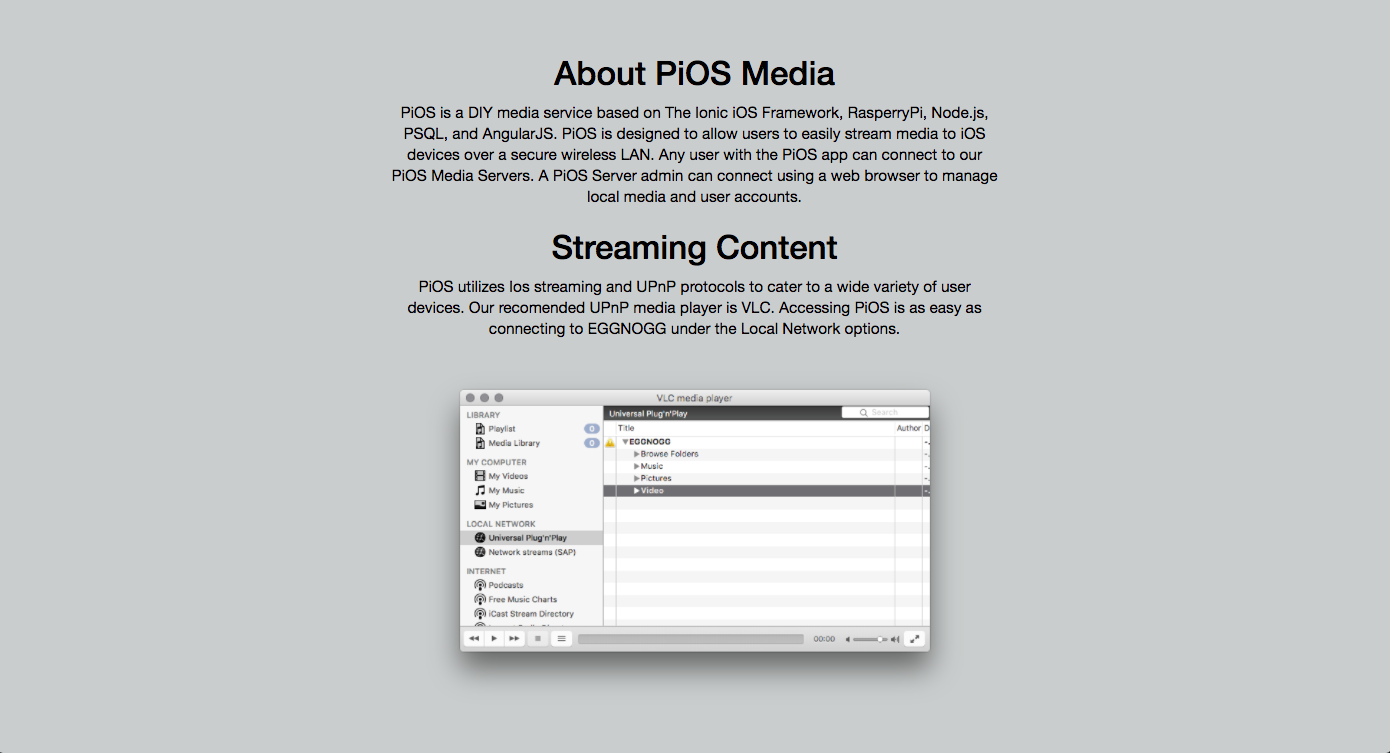 About PiOS Media
PiOS is a DIY media service based on The Ionic iOS Framework, RasperryPi, Node.js,
PSQL, and AngularJS. PiOS is designed to allow users to easily stream media to iOS
devices over a secure wireless LAN. Any user with the PiOS app can connect to our
PiOS Media Servers. A PiOS Server admin can connect using a web browser to manage
local media and user accounts.
Streaming Content
PiOS utilizes Ios streaming and UPnP protocols to cater to a wide variety of user
devices. Our recomended UPnP media player is VLC. Accessing PiOS is as easy as
connecting to EGGNOGG under the Local Network options.
VLC media player
LIBRARY
Playlist 0
Media Library 0
MY COMPUTER
My Videos
My Music
My Pictures
LOCAL NETWORK
Universal Plug'n'Play
Network streams (SAP)
INTERNET
Podcasts
Free Music Charts
iCast Stream Directory
Universal Plug'n'Play Search
Title Author D
EGGNOGG -.
Browse Folders
Music -.
Pictures -.
Video -.
00:00